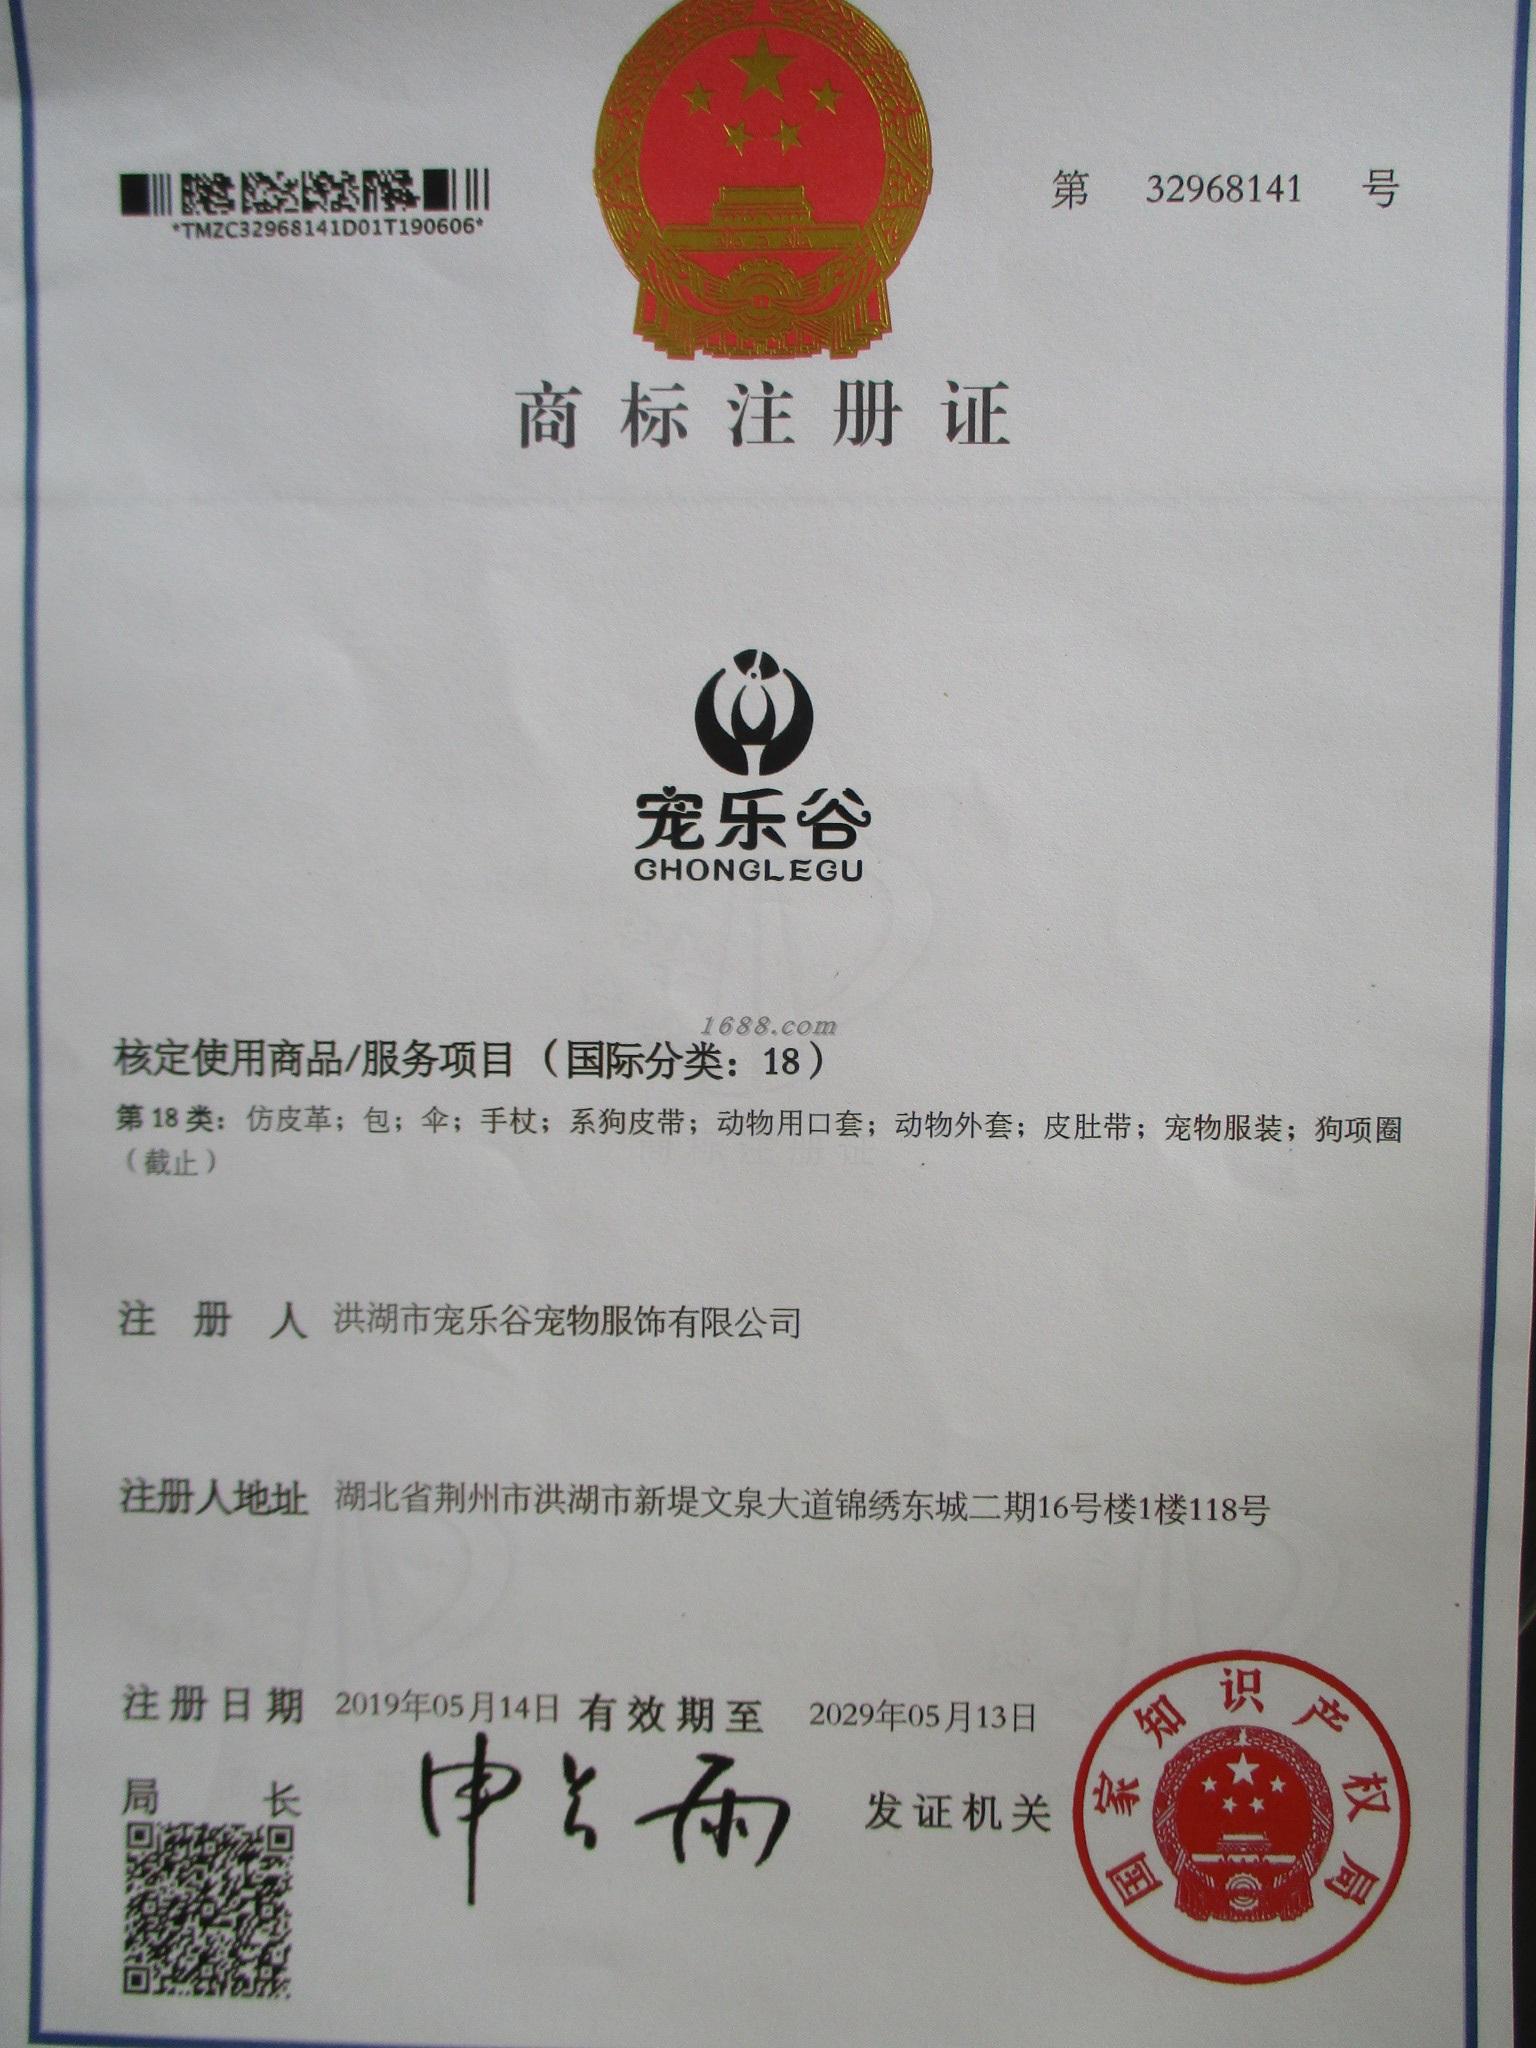 *TMZC32968141D01T190606*
第 32968141 号
商标注册证
宠乐谷
CHONGLEGU
1688.com
核定使用商品/服务项目（国际分类：18）
第18类：仿皮革；包；伞；手杖；系狗皮带；动物用口套；动物外套；皮肚带；宠物服装；狗项圈
（截止）
注册人 洪湖市宠乐谷宠物服饰有限公司
注册人地址 湖北省荆州市洪湖市新堤文泉大道锦绣东城二期16号楼1楼118号
注册日期 2019年05月14日 有效期至 2029年05月13日
局长 申长雨 发证机关
国家知识产权局